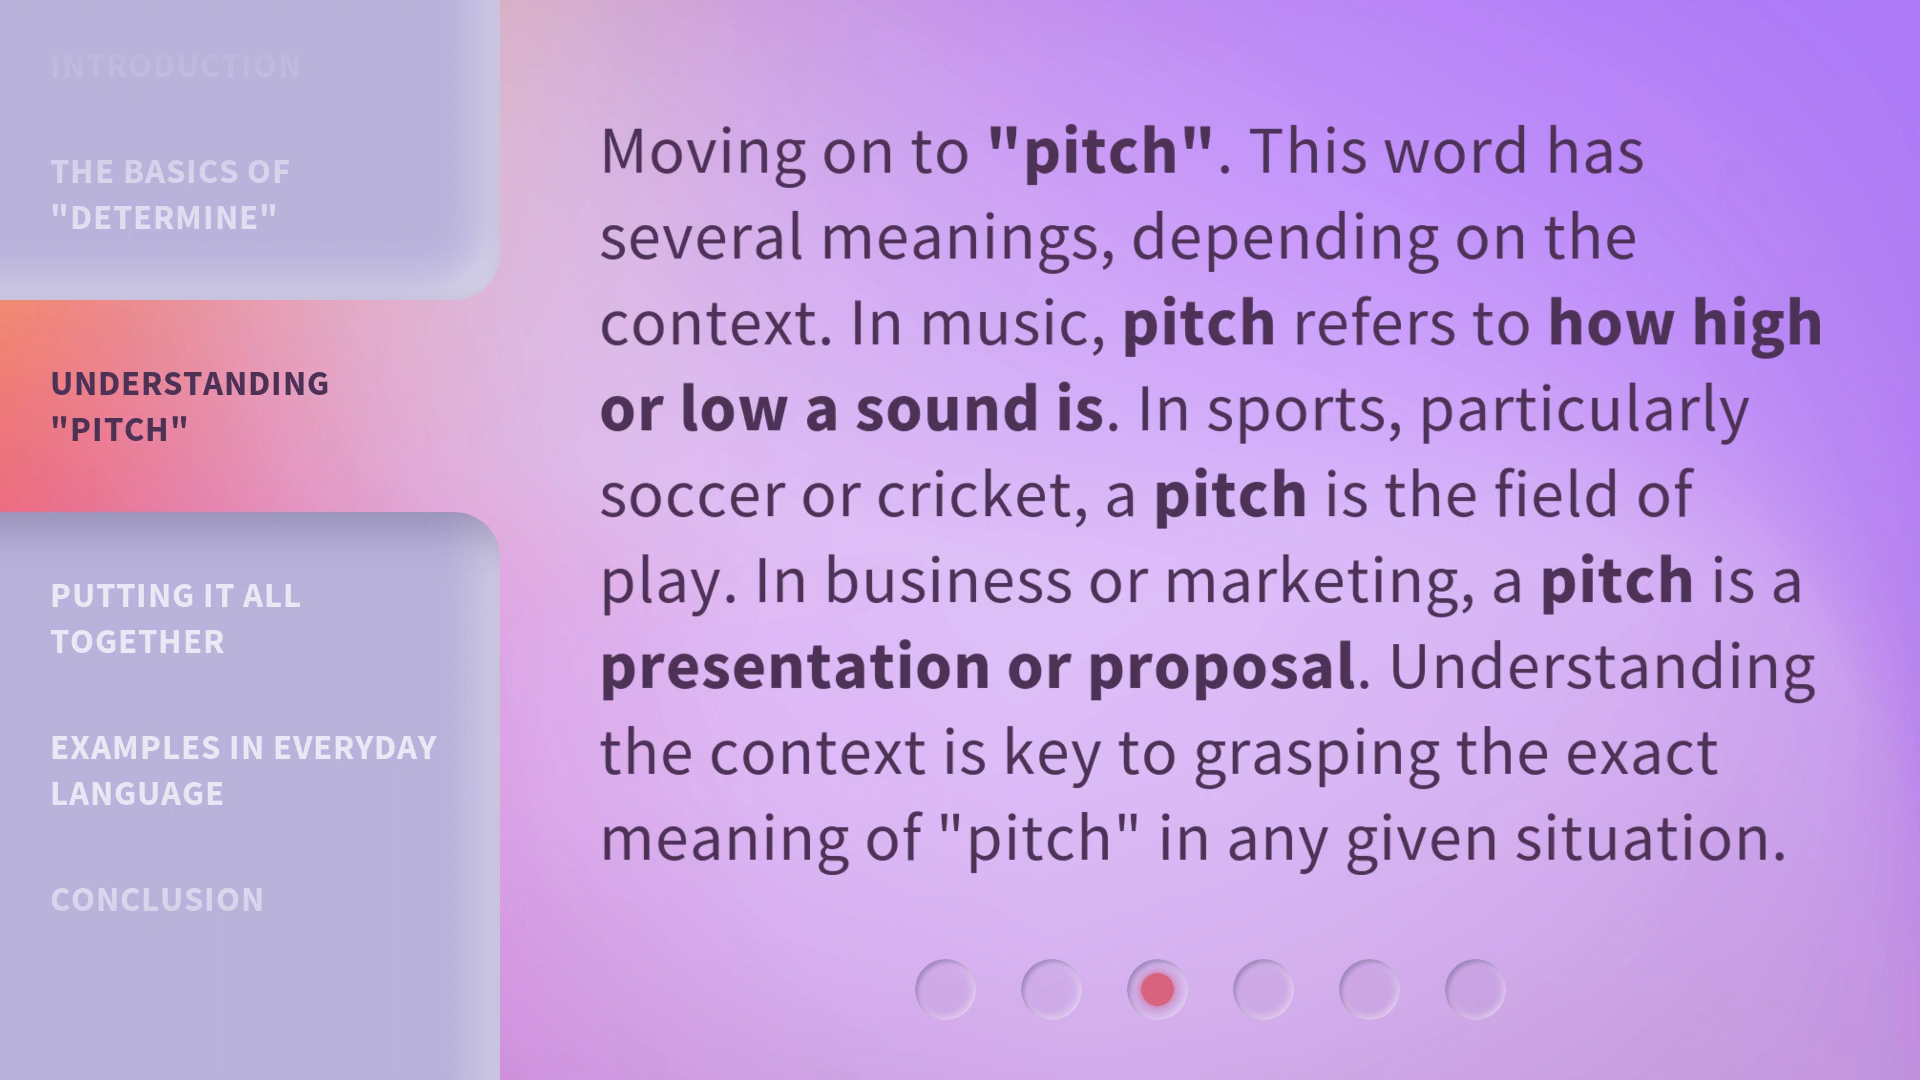 INTRODUCTION
THE BASICS OF
"DETERMINE"
UNDERSTANDING
"PITCH"
PUTTING IT ALL
TOGETHER
EXAMPLES IN EVERYDAY
LANGUAGE
CONCLUSION
Moving on to "pitch". This word has
several meanings, depending on the
context. In music, pitch refers to how high
or low a sound is. In sports, particularly
soccer or cricket, a pitch is the field of
play. In business or marketing, a pitch is a
presentation or proposal. Understanding
the context is key to grasping the exact
meaning of "pitch" in any given situation.